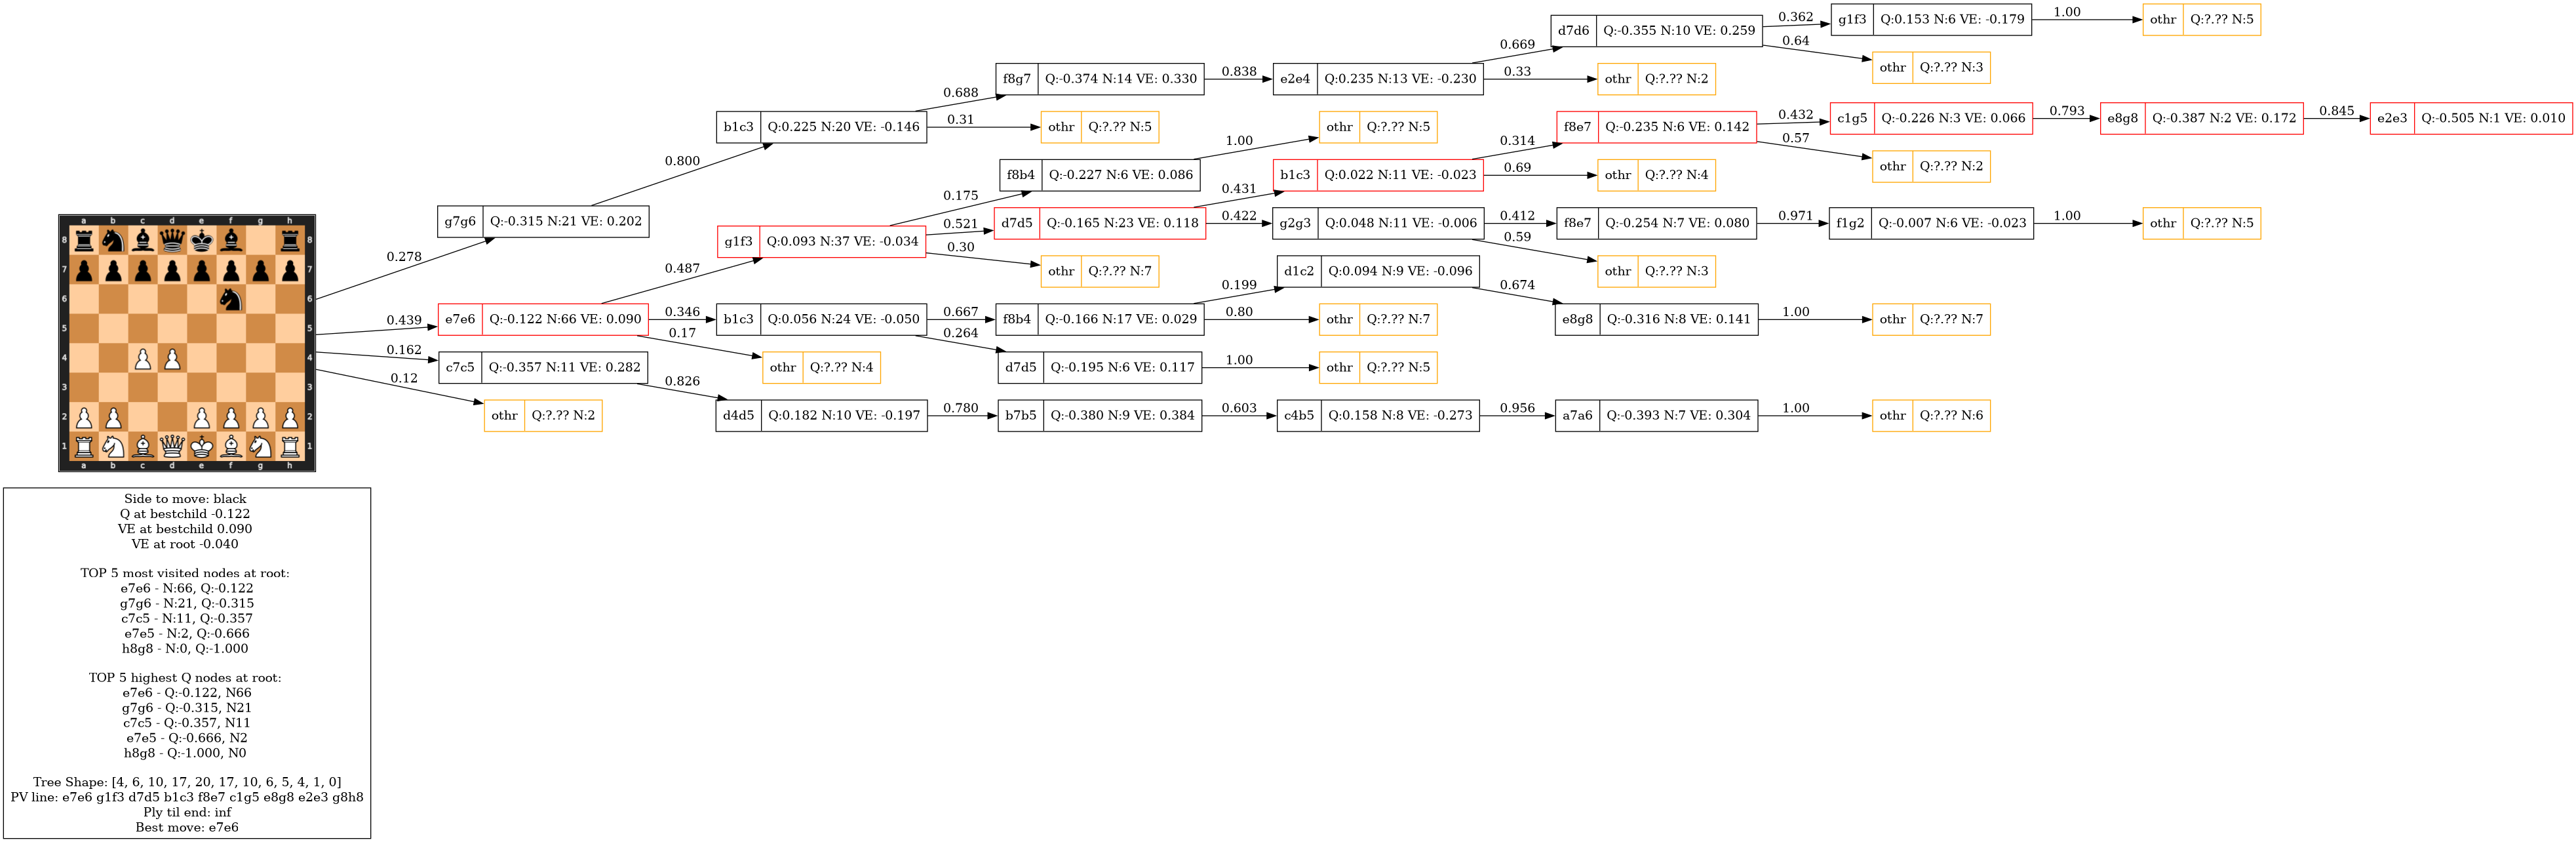 g1f3 Q:0.153 N:6 VE: -0.179
1.00
othr Q:?.?? N:5
0.362
d7d6 Q:-0.355 N:10 VE: 0.259
0.64
othr Q:?.?? N:3
0.669
f8g7 Q:-0.374 N:14 VE: 0.330
0.838
e2e4 Q:0.235 N:13 VE: -0.230
0.33
othr Q:?.?? N:2
0.688
b1c3 Q:0.225 N:20 VE: -0.146
0.31
othr Q:?.?? N:5
othr Q:?.?? N:5
f8e7 Q:-0.235 N:6 VE: 0.142
0.432
c1g5 Q:-0.226 N:3 VE: 0.066
0.793
e8g8 Q:-0.387 N:2 VE: 0.172
0.845
e2e3 Q:-0.505 N:1 VE: 0.010
0.57
othr Q:?.?? N:2
0.800
1.00
0.314
f8b4 Q:-0.227 N:6 VE: 0.086
b1c3 Q:0.022 N:11 VE: -0.023
0.69
othr Q:?.?? N:4
0.175
0.431
g7g6 Q:-0.315 N:21 VE: 0.202
d7d5 Q:-0.165 N:23 VE: 0.118
0.422
g2g3 Q:0.048 N:11 VE: -0.006
0.412
f8e7 Q:-0.254 N:7 VE: 0.080
0.971
f1g2 Q:-0.007 N:6 VE: -0.023
1.00
othr Q:?.?? N:5
g1f3 Q:0.093 N:37 VE: -0.034
0.521
0.30
0.59
othr Q:?.?? N:7
othr Q:?.?? N:3
0.278
0.487
d1c2 Q:0.094 N:9 VE: -0.096
0.199
0.674
0.439
e7e6 Q:-0.122 N:66 VE: 0.090
0.346
b1c3 Q:0.056 N:24 VE: -0.050
0.667
f8b4 Q:-0.166 N:17 VE: 0.029
0.80
othr Q:?.?? N:7
e8g8 Q:-0.316 N:8 VE: 0.141
1.00
othr Q:?.?? N:7
0.17
0.264
0.162
c7c5 Q:-0.357 N:11 VE: 0.282
othr Q:?.?? N:4
d7d5 Q:-0.195 N:6 VE: 0.117
1.00
othr Q:?.?? N:5
0.12
0.826
othr Q:?.?? N:2
d4d5 Q:0.182 N:10 VE: -0.197
0.780
b7b5 Q:-0.380 N:9 VE: 0.384
0.603
c4b5 Q:0.158 N:8 VE: -0.273
0.956
a7a6 Q:-0.393 N:7 VE: 0.304
1.00
othr Q:?.?? N:6
a b c d e f g h
8 8
7 7
6 6
5 5
4 4
3 3
2 2
1 1
a b c d e f g h
Side to move: black
Q at bestchild -0.122
VE at bestchild 0.090
VE at root -0.040
TOP 5 most visited nodes at root:
e7e6 - N:66, Q:-0.122
g7g6 - N:21, Q:-0.315
c7c5 - N:11, Q:-0.357
e7e5 - N:2, Q:-0.666
h8g8 - N:0, Q:-1.000
TOP 5 highest Q nodes at root:
e7e6 - Q:-0.122, N66
g7g6 - Q:-0.315, N21
c7c5 - Q:-0.357, N11
e7e5 - Q:-0.666, N2
h8g8 - Q:-1.000, N0
Tree Shape: [4, 6, 10, 17, 20, 17, 10, 6, 5, 4, 1, 0]
PV line: e7e6 g1f3 d7d5 b1c3 f8e7 c1g5 e8g8 e2e3 g8h8
Ply til end: inf
Best move: e7e6